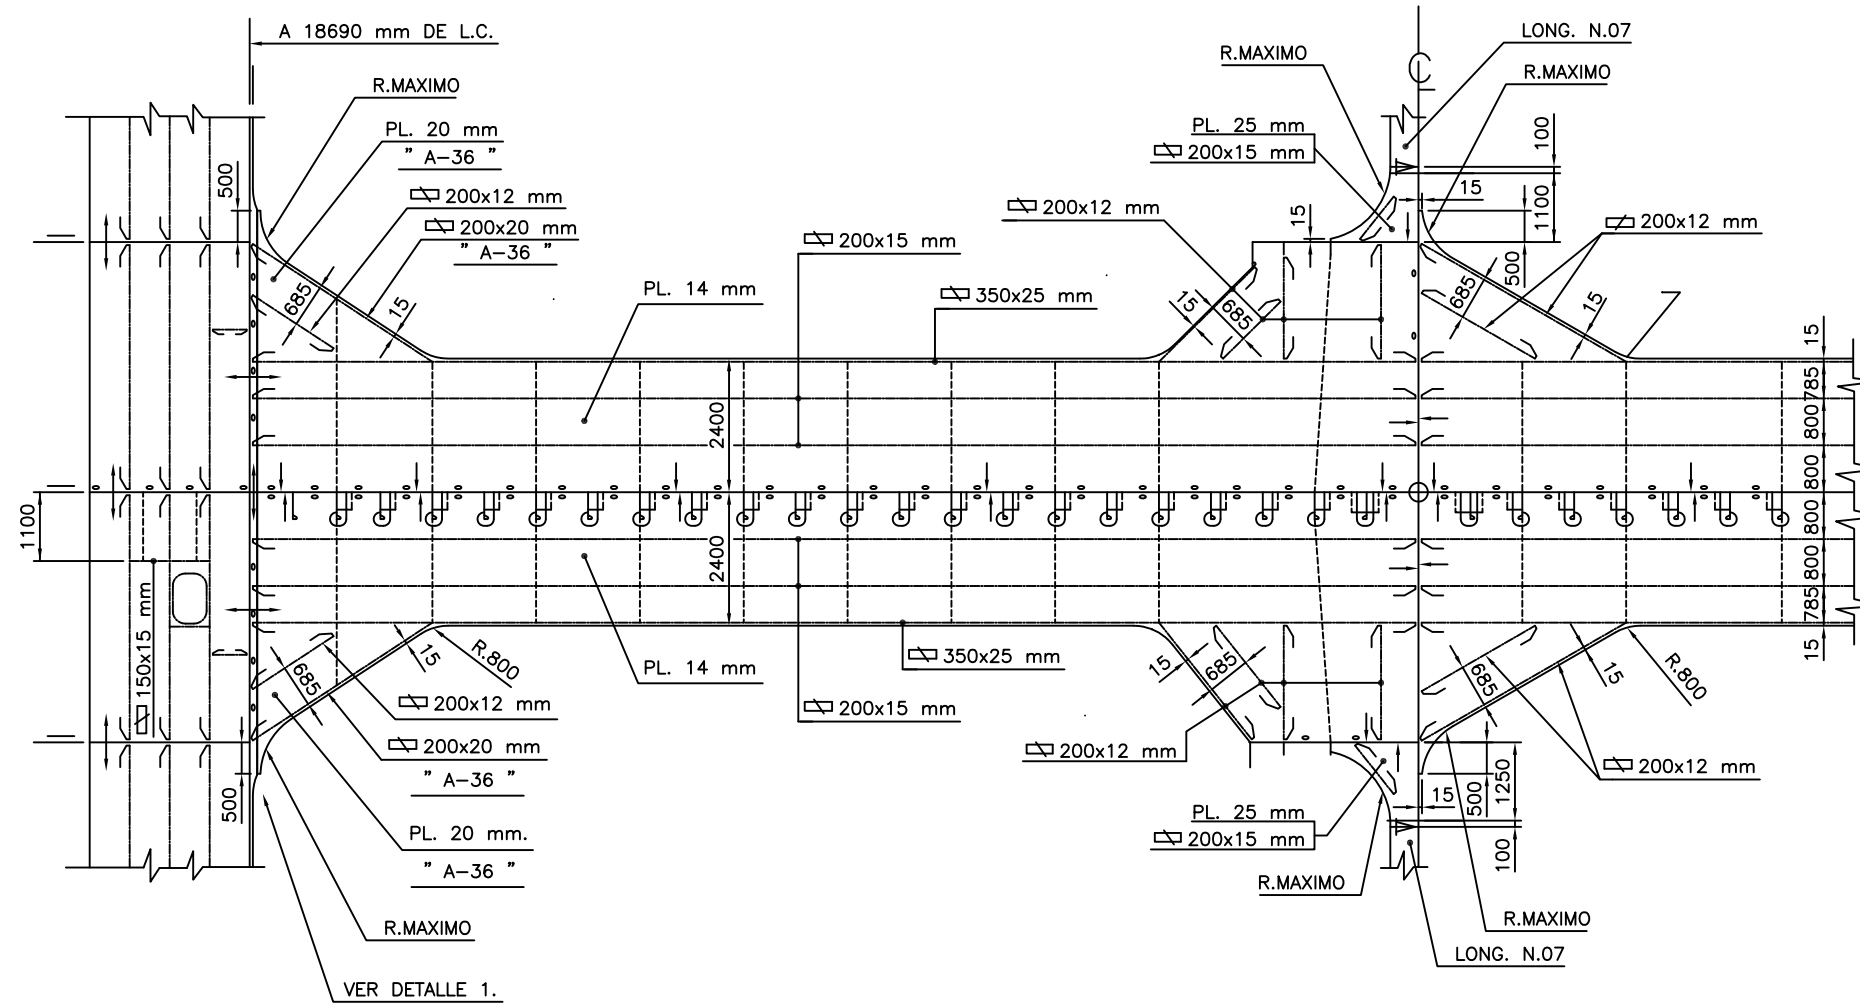 A 18690 mm DE L.C.
LONG. N.07
R.MAXIMO
R.MAXIMO
R.MAXIMO
PL. 20 mm
" A-36 "
PL. 25 mm
200x15 mm
100
500
200x12 mm
200x20 mm
" A-36 "
200x12 mm
15
15
1100
200x12 mm
200x15 mm
500
685
15
PL. 14 mm
350x25 mm
15
685
685
15
15
785
800
800
2400
1100
2400
800
800
785
15
150x15 mm
685
15
R.800
PL. 14 mm
350x25 mm
15
685
685
15
R.800
200x12 mm
200x15 mm
200x20 mm
" A-36 "
200x12 mm
200x12 mm
500
15
500
1250
PL. 20 mm.
" A-36 "
PL. 25 mm
200x15 mm
100
R.MAXIMO
R.MAXIMO
R.MAXIMO
LONG. N.07
VER DETALLE 1.